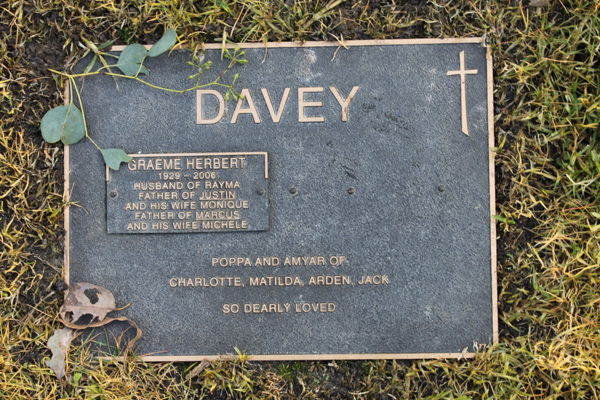 DAVEY
GRAEME HERBERT
1929 - 2006
HUSBAND OF RAYMA
FATHER OF JUSTIN
AND HIS WIFE MONIQUE
FATHER OF MARCUS
AND HIS WIFE MICHELE
POPPA AND AMYAR OF
CHARLOTTE, MATILDA, ARDEN, JACK
SO DEARLY LOVED